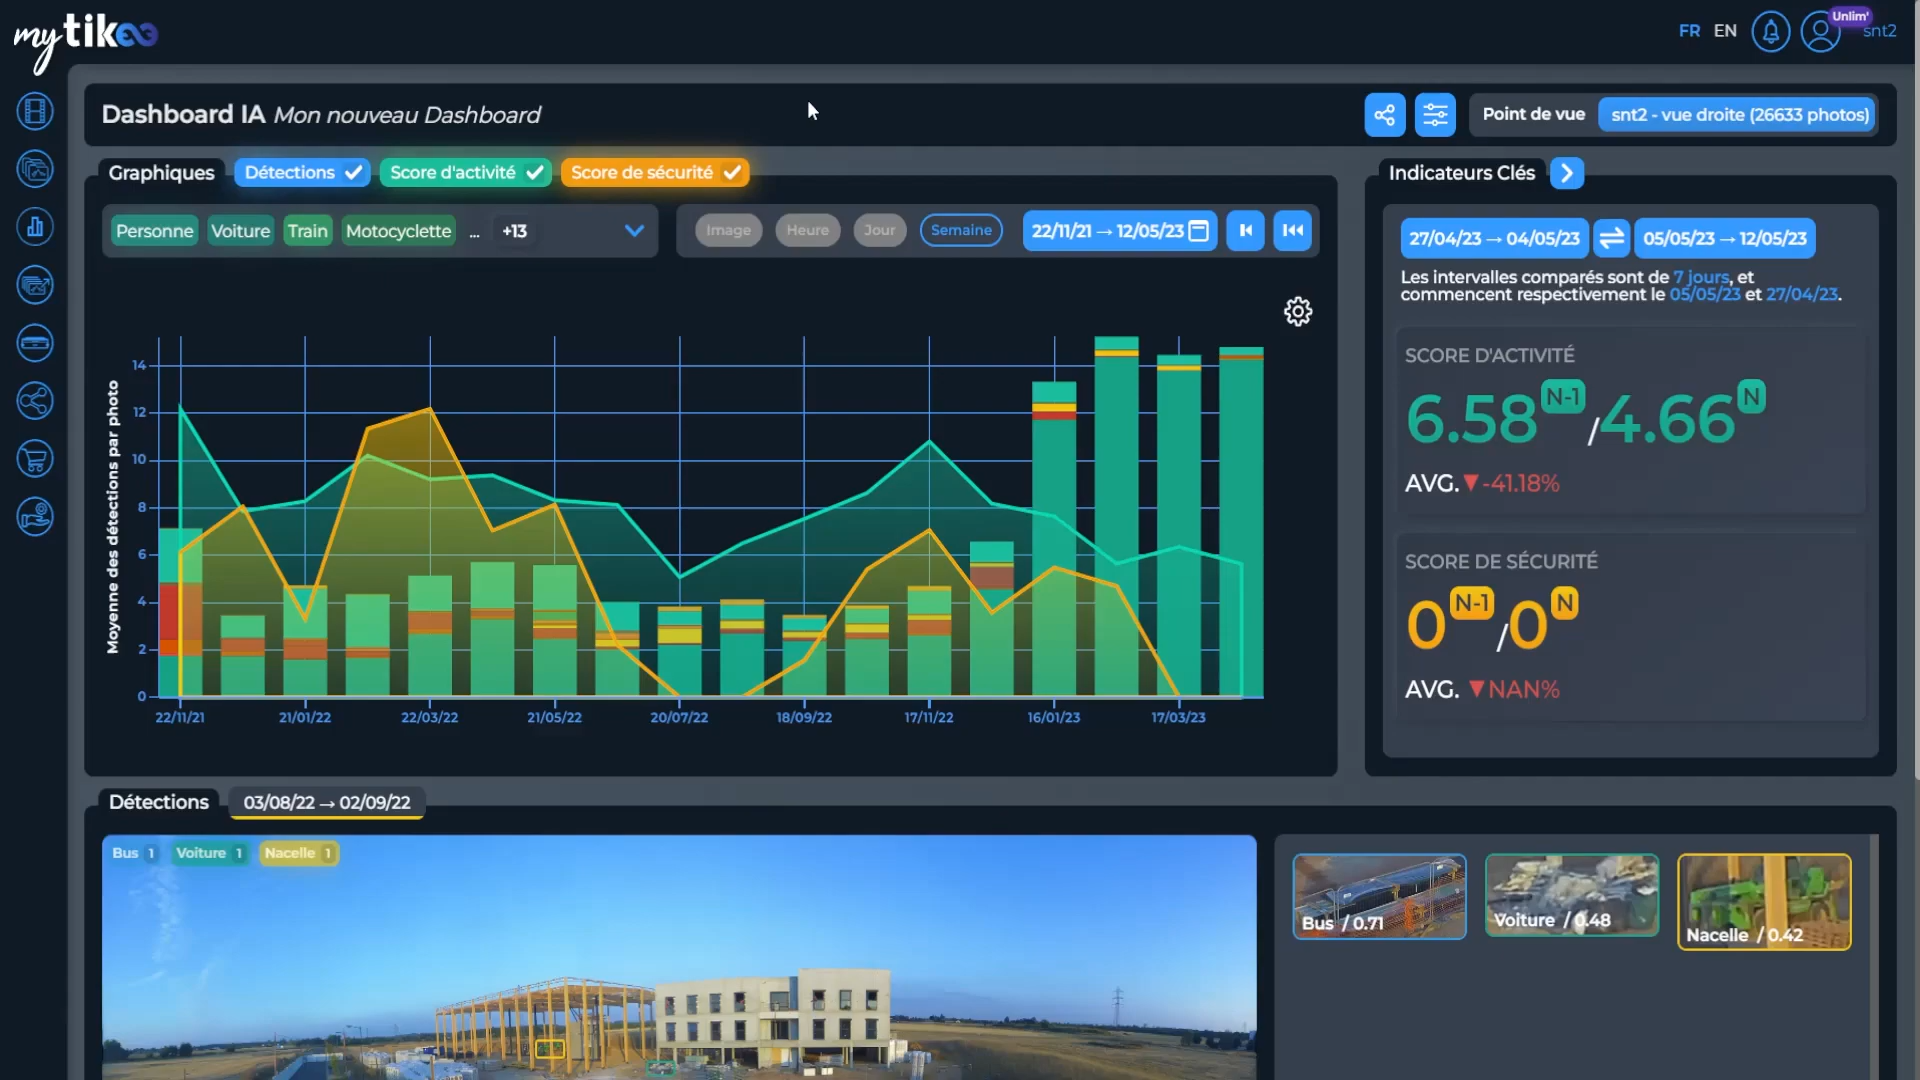 mytikee
FR EN Unlim' snt2
Dashboard IA Mon nouveau Dashboard
Point de vue snt2 - vue droite (26633 photos)
Graphiques Détections Score d'activité Score de sécurité
Indicateurs Clés
Personne Voiture Train Motocyclette ... +13
Image Heure Jour Semaine 22/11/21 → 12/05/23
27/04/23 → 04/05/23 05/05/23 → 12/05/23
Les intervalles comparés sont de 7 jours, et
commencent respectivement le 05/05/23 et 27/04/23.
Moyenne des détections par photo
14
12
10
8
6
4
2
0
22/11/21 21/01/22 22/03/22 21/05/22 20/07/22 18/09/22 17/11/22 16/01/23 17/03/23
SCORE D'ACTIVITÉ
6.58 N-1 / 4.66 N
AVG. ▼-41.18%
SCORE DE SÉCURITÉ
0 N-1 / 0 N
AVG. ▼NAN%
Détections 03/08/22 → 02/09/22
Bus 1 Voiture 1 Nacelle 1
Bus / 0.71
Voiture / 0.48
Nacelle / 0.42